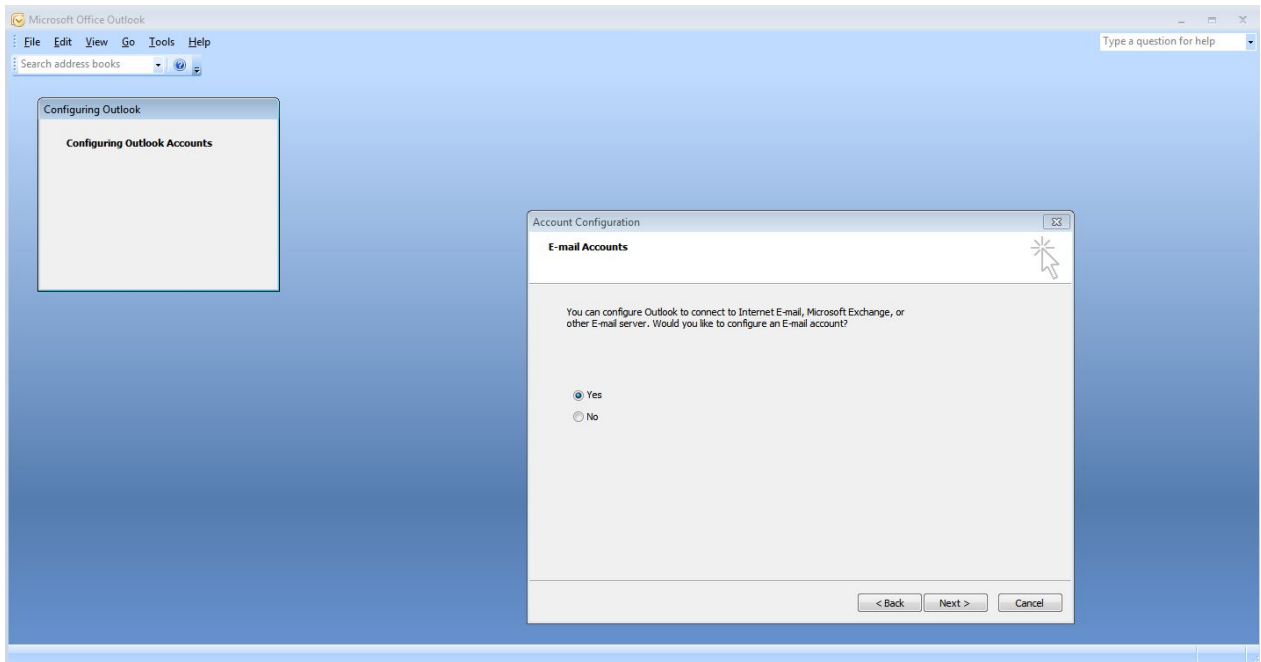 Microsoft Office Outlook
File Edit View Go Tools Help
Type a question for help
Search address books
Configuring Outlook
Configuring Outlook Accounts
Account Configuration
E-mail Accounts
You can configure Outlook to connect to Internet E-mail, Microsoft Exchange, or
other E-mail server. Would you like to configure an E-mail account?
Yes
No
< Back Next > Cancel